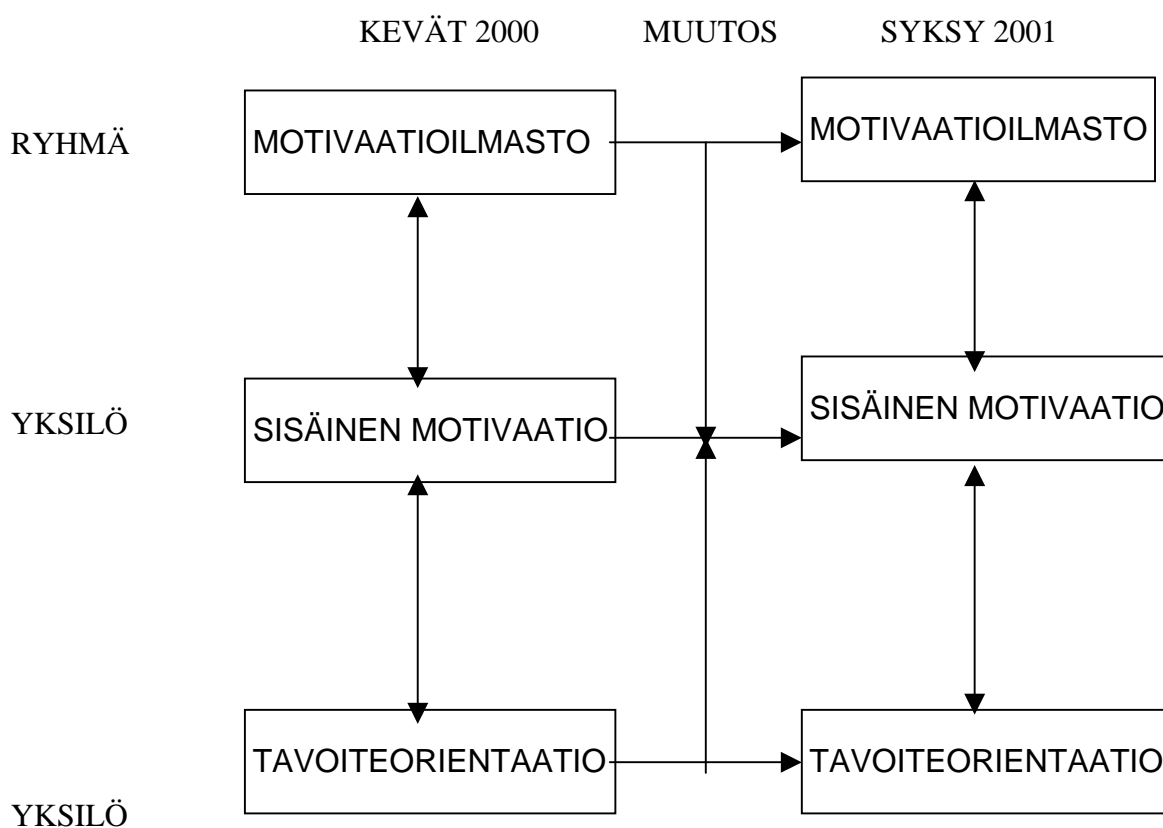 KEVÄT 2000 MUUTOS SYKSY 2001
RYHMÄ MOTIVAATIOILMASTO MOTIVAATIOILMASTO
YKSILÖ SISÄINEN MOTIVAATIO SISÄINEN MOTIVAATIO
TAVOITEORIENTAATIO TAVOITEORIENTAATIO
YKSILÖ